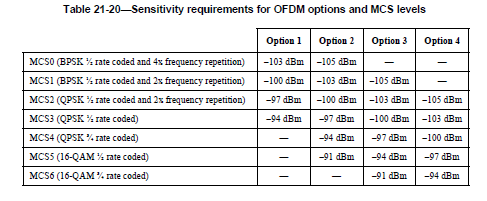 Table 21-20—Sensitivity requirements for OFDM options and MCS levels
Option 1 Option 2 Option 3 Option 4
MCS0 (BPSK ½ rate coded and 4x frequency repetition) –103 dBm –105 dBm — —
MCS1 (BPSK ½ rate coded and 2x frequency repetition) –100 dBm –103 dBm –105 dBm —
MCS2 (QPSK ½ rate coded and 2x frequency repetition) –97 dBm –100 dBm –103 dBm –105 dBm
MCS3 (QPSK ½ rate coded) –94 dBm –97 dBm –100 dBm –103 dBm
MCS4 (QPSK ¾ rate coded) — –94 dBm –97 dBm –100 dBm
MCS5 (16-QAM ½ rate coded) — –91 dBm –94 dBm –97 dBm
MCS6 (16-QAM ¾ rate coded) — — –91 dBm –94 dBm